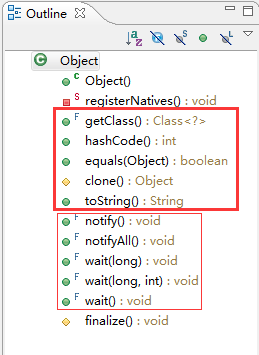 Outline
Object
Object()
registerNatives() : void
getClass() : Class<?>
hashCode() : int
equals(Object) : boolean
clone() : Object
toString() : String
notify() : void
notifyAll() : void
wait(long) : void
wait(long, int) : void
wait() : void
finalize() : void